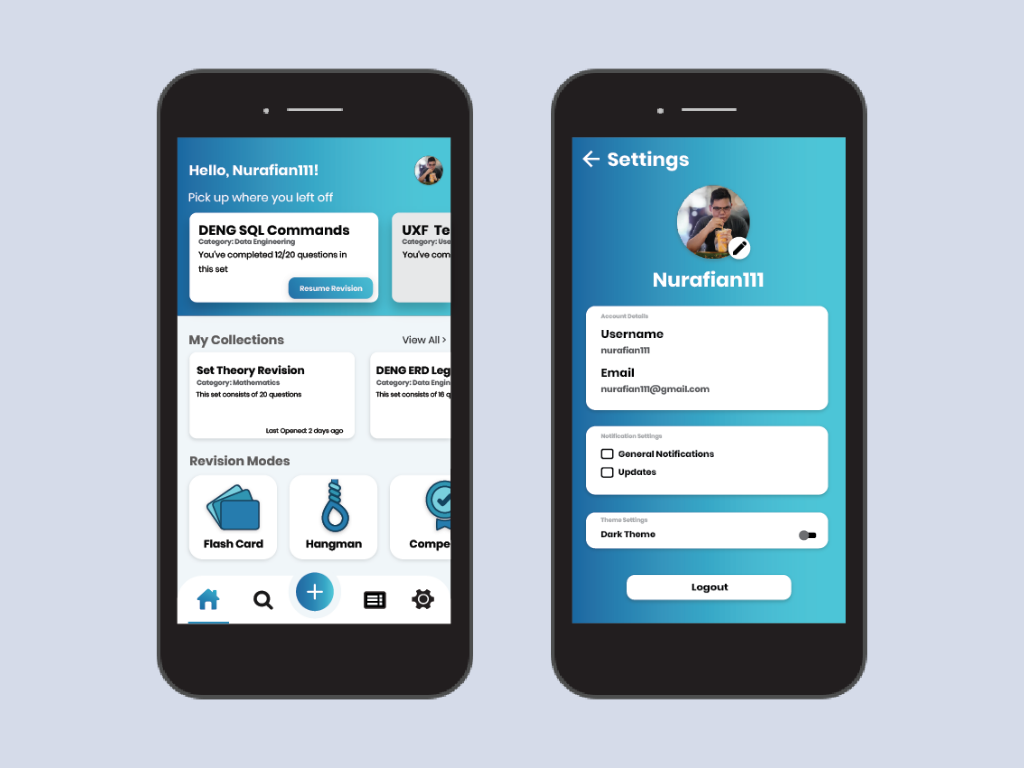 Hello, Nurafian111!
Pick up where you left off
DENG SQL Commands
Category: Data Engineering
You've completed 12/20 questions in
this set
Resume Revision
UXF Te
Category: Use
You've com
My Collections
View All >
Set Theory Revision
Category: Mathematics
This set consists of 20 questions
Last Opened: 2 days ago
DENG ERD Leg
Category: Data Engin
This set consists of 16 q
Revision Modes
Flash Card
Hangman
Compe
Settings
Nurafian111
Account Details
Username
nurafian111
Email
nurafian111@gmail.com
Notification Settings
General Notifications
Updates
Theme Settings
Dark Theme
Logout